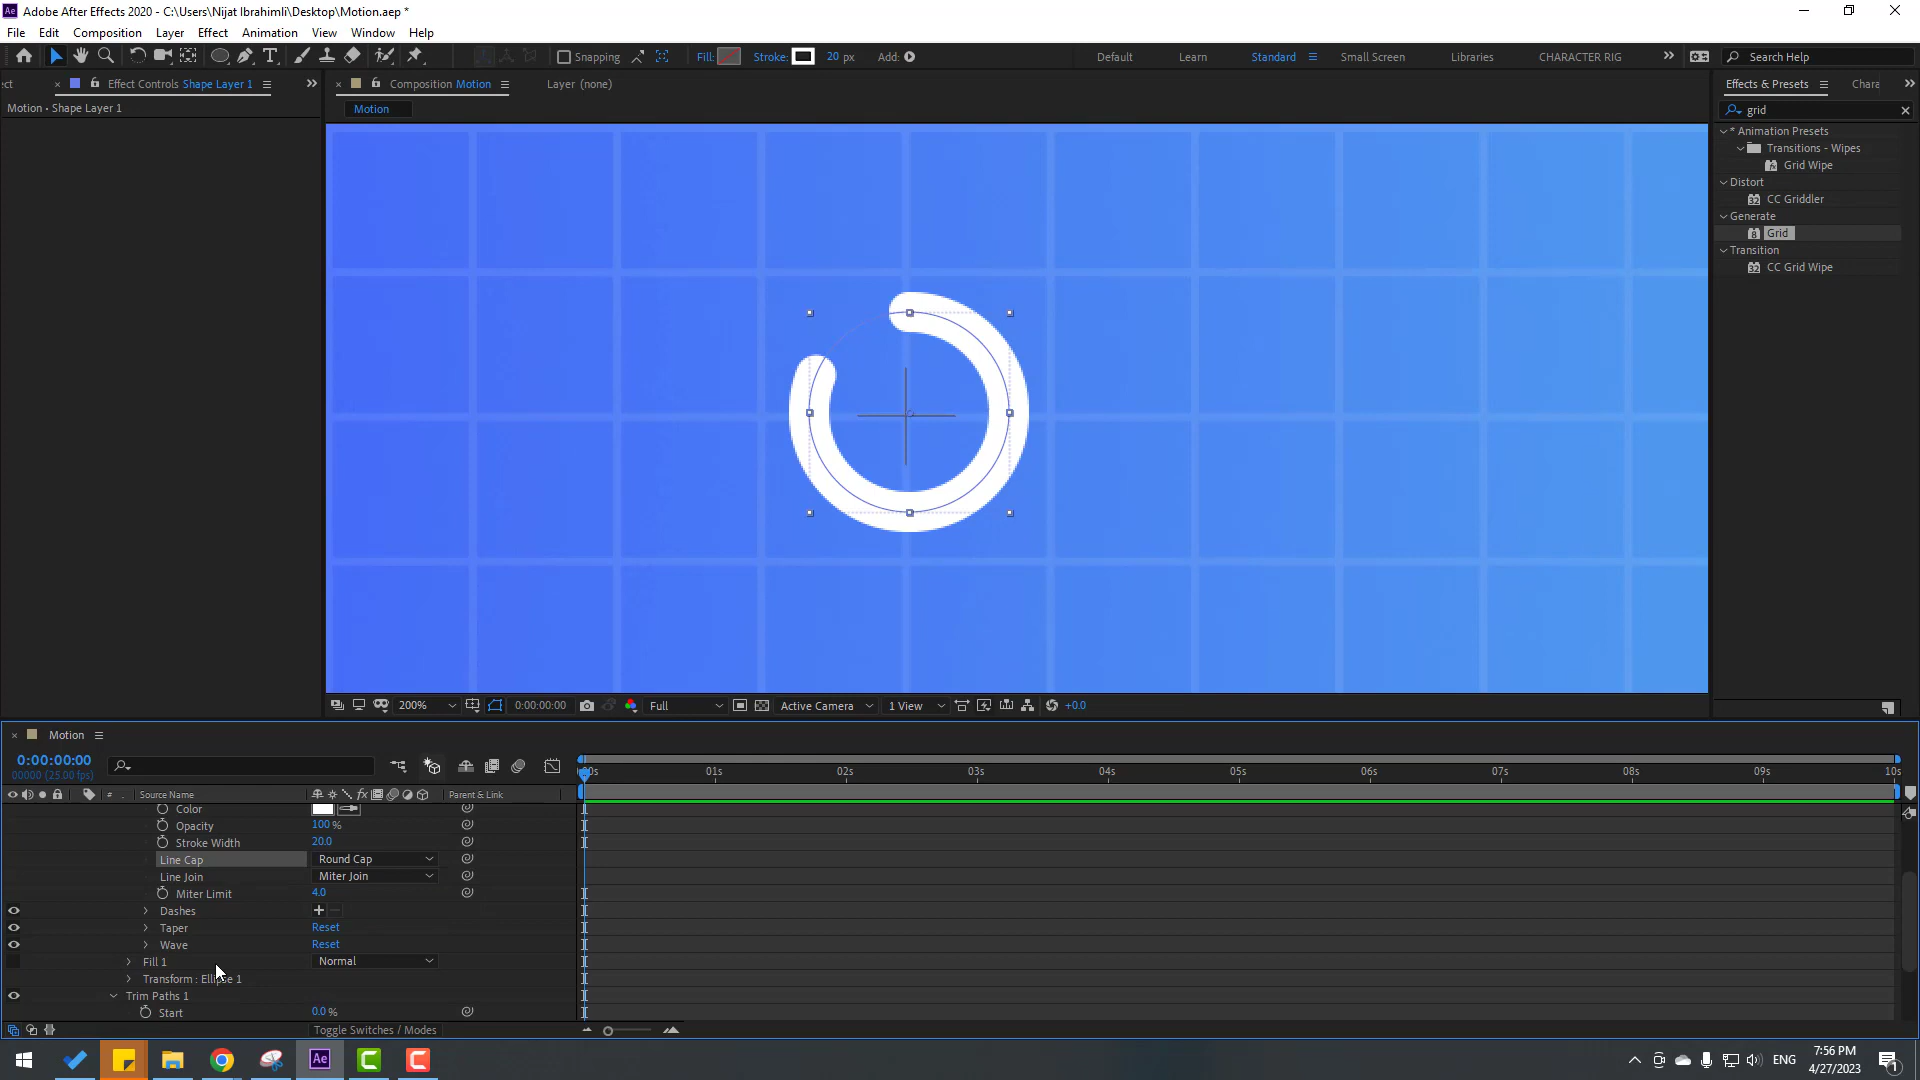 Adobe After Effects 2020 - C:\Users\Nijat Ibrahimli\Desktop\Motion.aep *
File Edit Composition Layer Effect Animation View Window Help
Snapping Fill: Stroke: 20 px Add: Default Learn Standard Small Screen Libraries CHARACTER RIG Search Help
ct Effect Controls Shape Layer 1 Composition Motion Layer (none) Effects & Presets Chara
Motion • Shape Layer 1
Motion
grid
* Animation Presets
Transitions - Wipes
Grid Wipe
Distort
CC Griddler
Generate
Grid
Transition
CC Grid Wipe
200% 0:00:00:00 Full Active Camera 1 View +0.0
Motion
0:00:00:00
00000 (25.00 fps)
:00s 01s 02s 03s 04s 05s 06s 07s 08s 09s 10s
# . Source Name Parent & Link
Color
Opacity 100 %
Stroke Width 20.0
Line Cap Round Cap
Line Join Miter Join
Miter Limit 4.0
Dashes
Taper Reset
Wave Reset
Fill 1 Normal
Transform : Ellipse 1
Trim Paths 1
Start 0.0 %
Toggle Switches / Modes
7:56 PM
ENG
4/27/2023
1